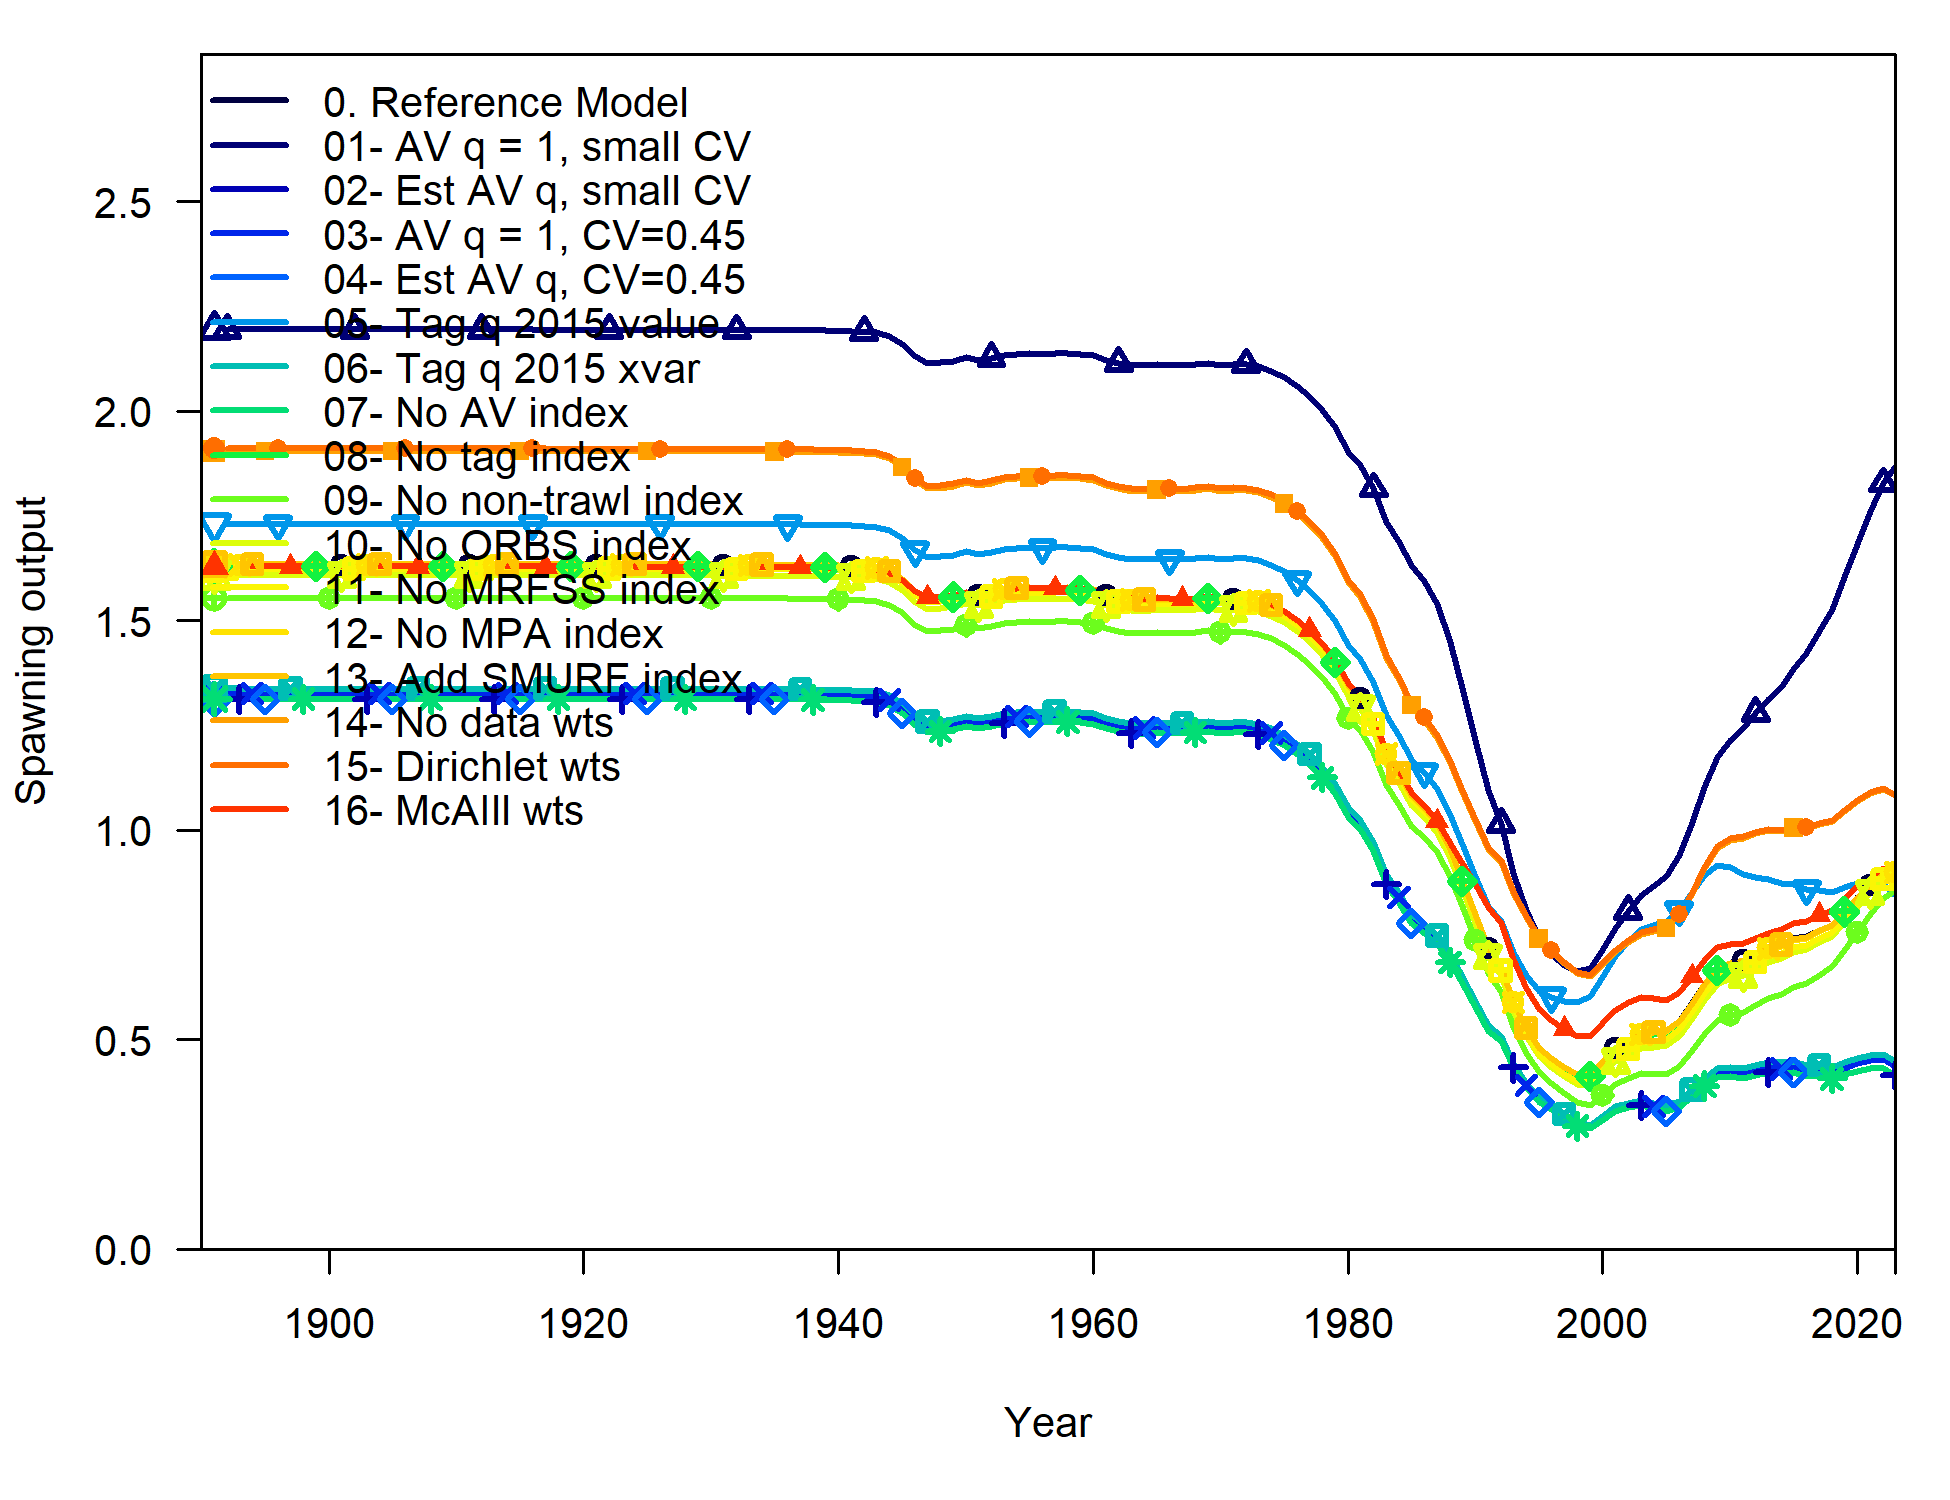 0. Reference Model
01- AV q = 1, small CV
02- Est AV q, small CV
03- AV q = 1, CV=0.45
04- Est AV q, CV=0.45
05- Tag q 2015 value
06- Tag q 2015 xvar
07- No AV index
08- No tag index
09- No non-trawl index
10- No ORBS index
11- No MRFSS index
12- No MPA index
13- Add SMURF index
14- No data wts
15- Dirichlet wts
16- McAllI wts
Spawning output
2.5
2.0
1.5
1.0
0.5
0.0
1900 1920 1940 1960 1980 2000 2020
Year